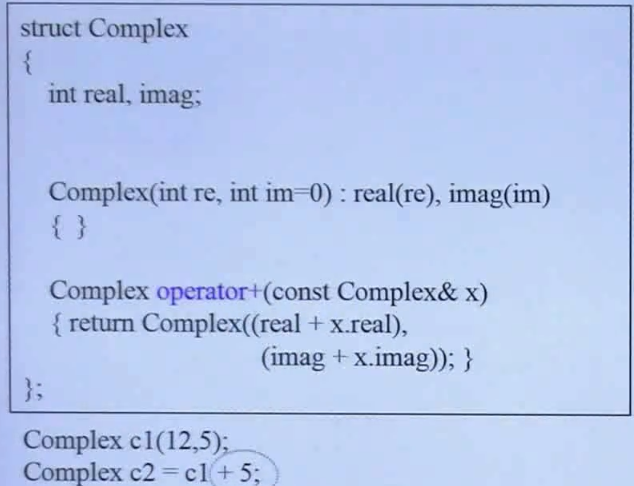 struct Complex
{
int real, imag;
Complex(int re, int im=0) : real(re), imag(im)
{ }
Complex operator+(const Complex& x)
{ return Complex((real + x.real),
(imag + x.imag)); }
};
Complex c1(12,5);
Complex c2 = c1 + 5;